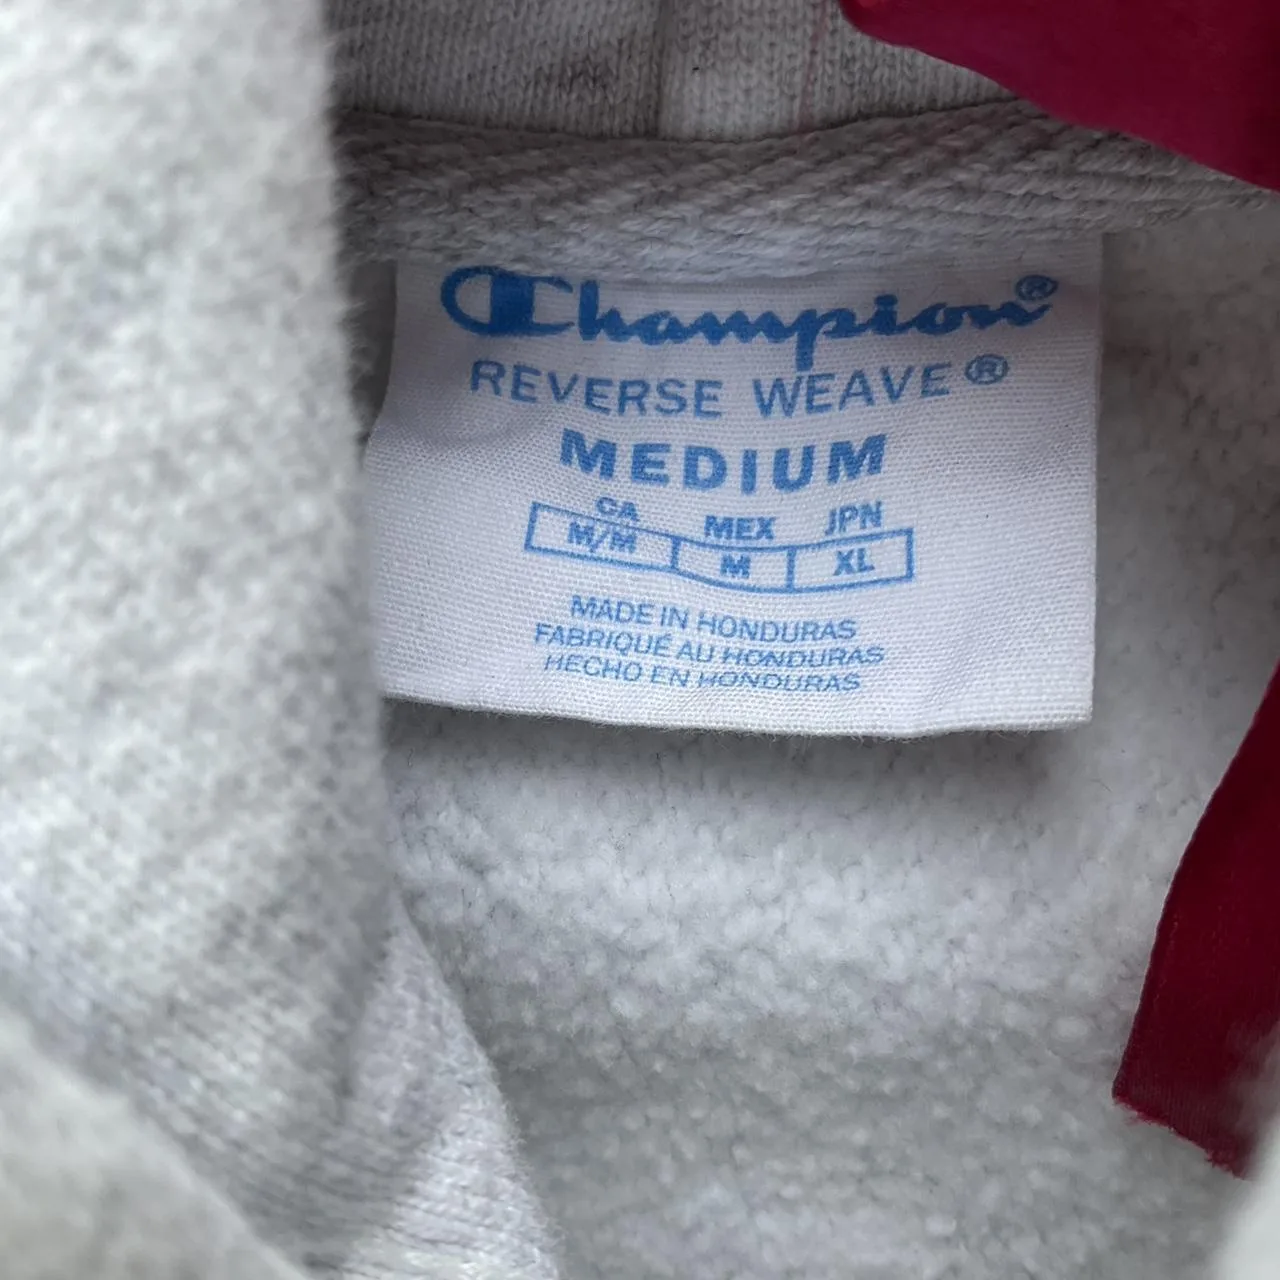 Champion®
REVERSE WEAVE®
MEDIUM
CA MEX JPN
M/M M XL
MADE IN HONDURAS
FABRIQUÉ AU HONDURAS
HECHO EN HONDURAS